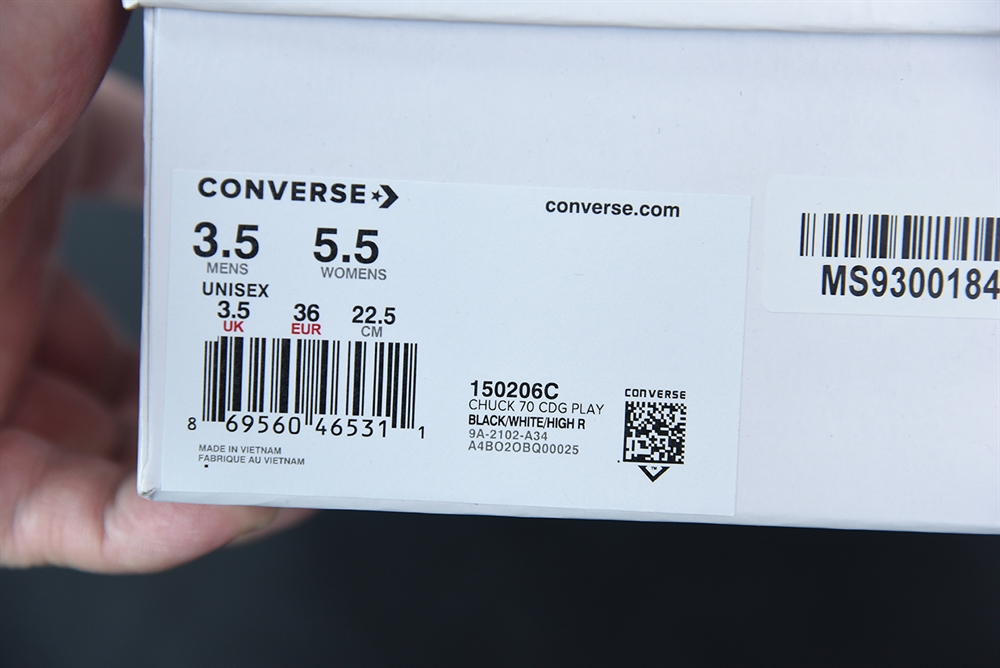 CONVERSE
converse.com
3.5 5.5
MENS WOMENS
UNISEX
3.5 36 22.5
UK EUR CM
8 69560 46531 1
MADE IN VIETNAM
FABRIQUE AU VIETNAM
150206C
CHUCK 70 CDG PLAY
BLACK/WHITE/HIGH R
9A-2102-A34
A4BO2OBQ00025
CONVERSE
TM
MS9300184